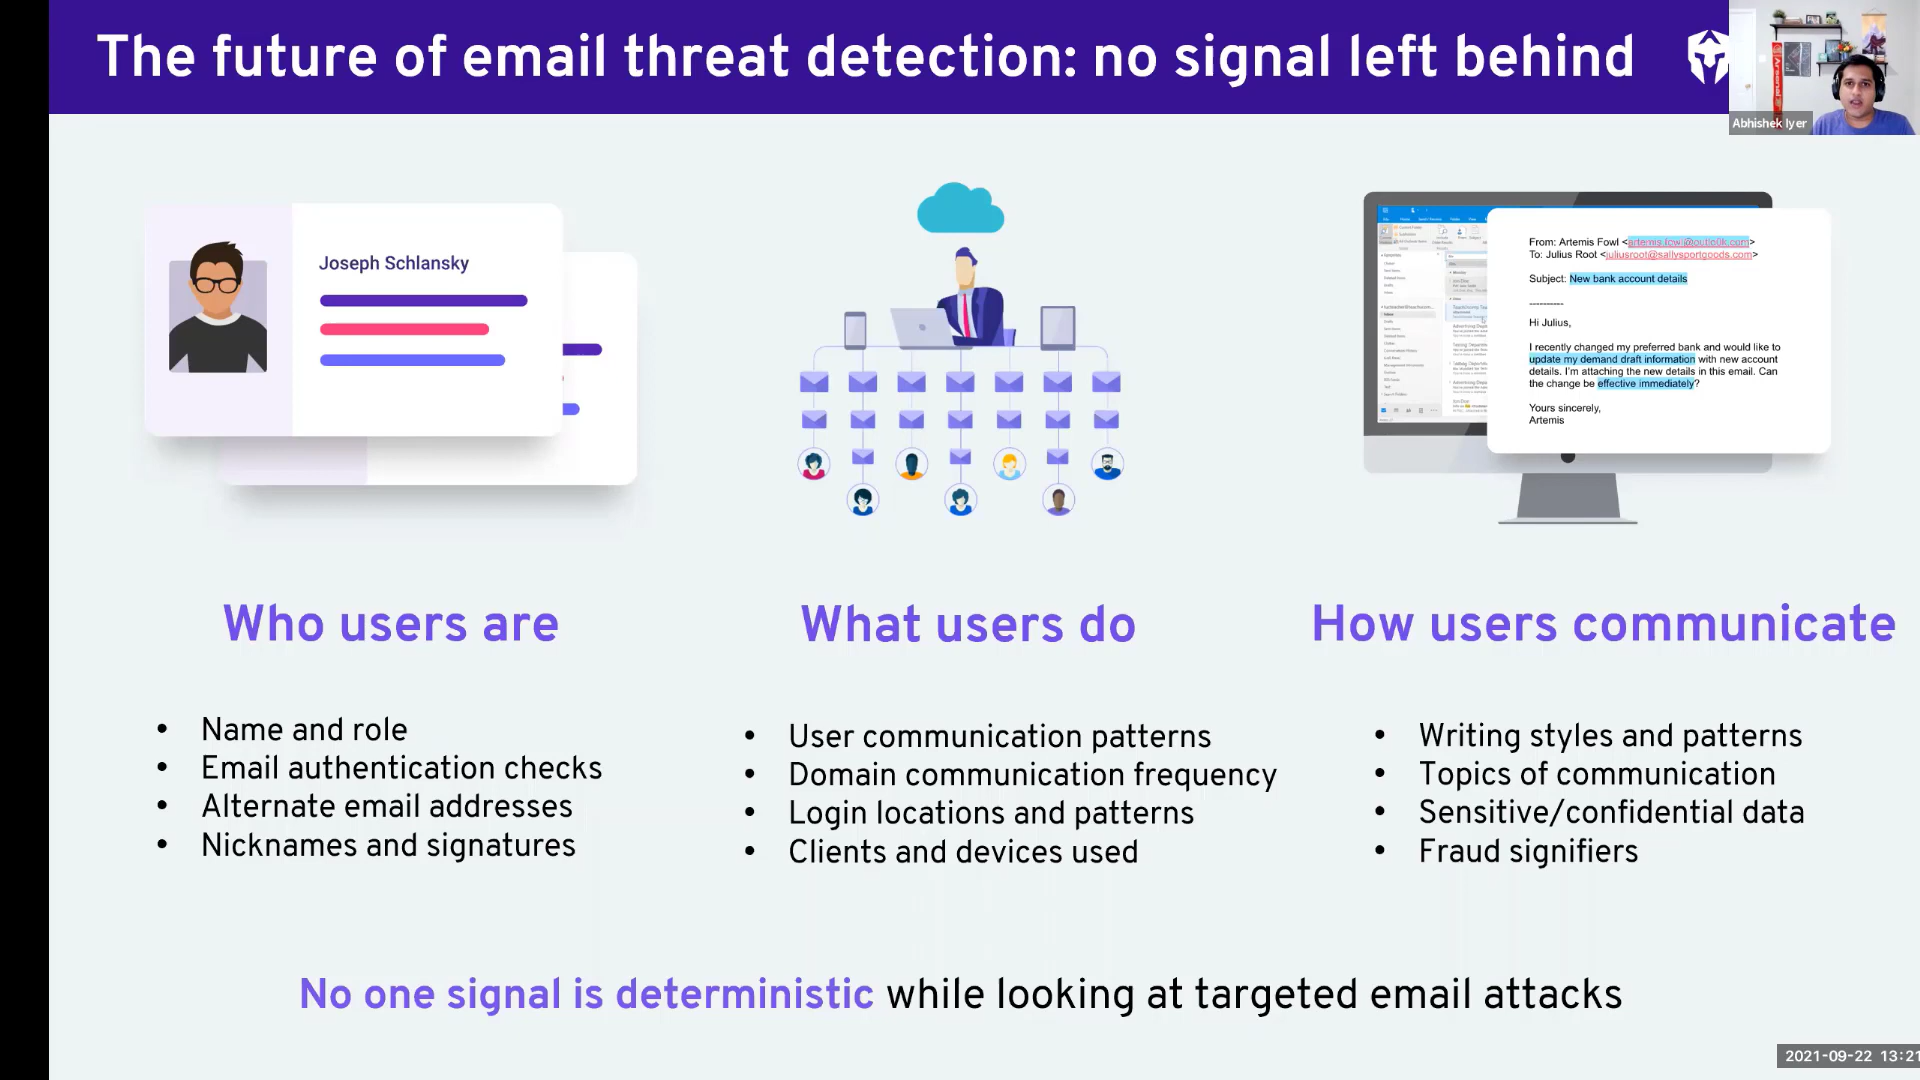 The future of email threat detection: no signal left behind
Abhishek Iyer
Joseph Schlansky
From: Artemis Fowl <artemis.fowl@outlo0k.com>
To: Julius Root <juliusroot@sallysportgoods.com>
Subject: New bank account details
----------
Hi Julius,
I recently changed my preferred bank and would like to
update my demand draft information with new account
details. I'm attaching the new details in this email. Can
the change be effective immediately?
Yours sincerely,
Artemis
Who users are
• Name and role
• Email authentication checks
• Alternate email addresses
• Nicknames and signatures
What users do
• User communication patterns
• Domain communication frequency
• Login locations and patterns
• Clients and devices used
How users communicate
• Writing styles and patterns
• Topics of communication
• Sensitive/confidential data
• Fraud signifiers
No one signal is deterministic while looking at targeted email attacks
2021-09-22 13:21